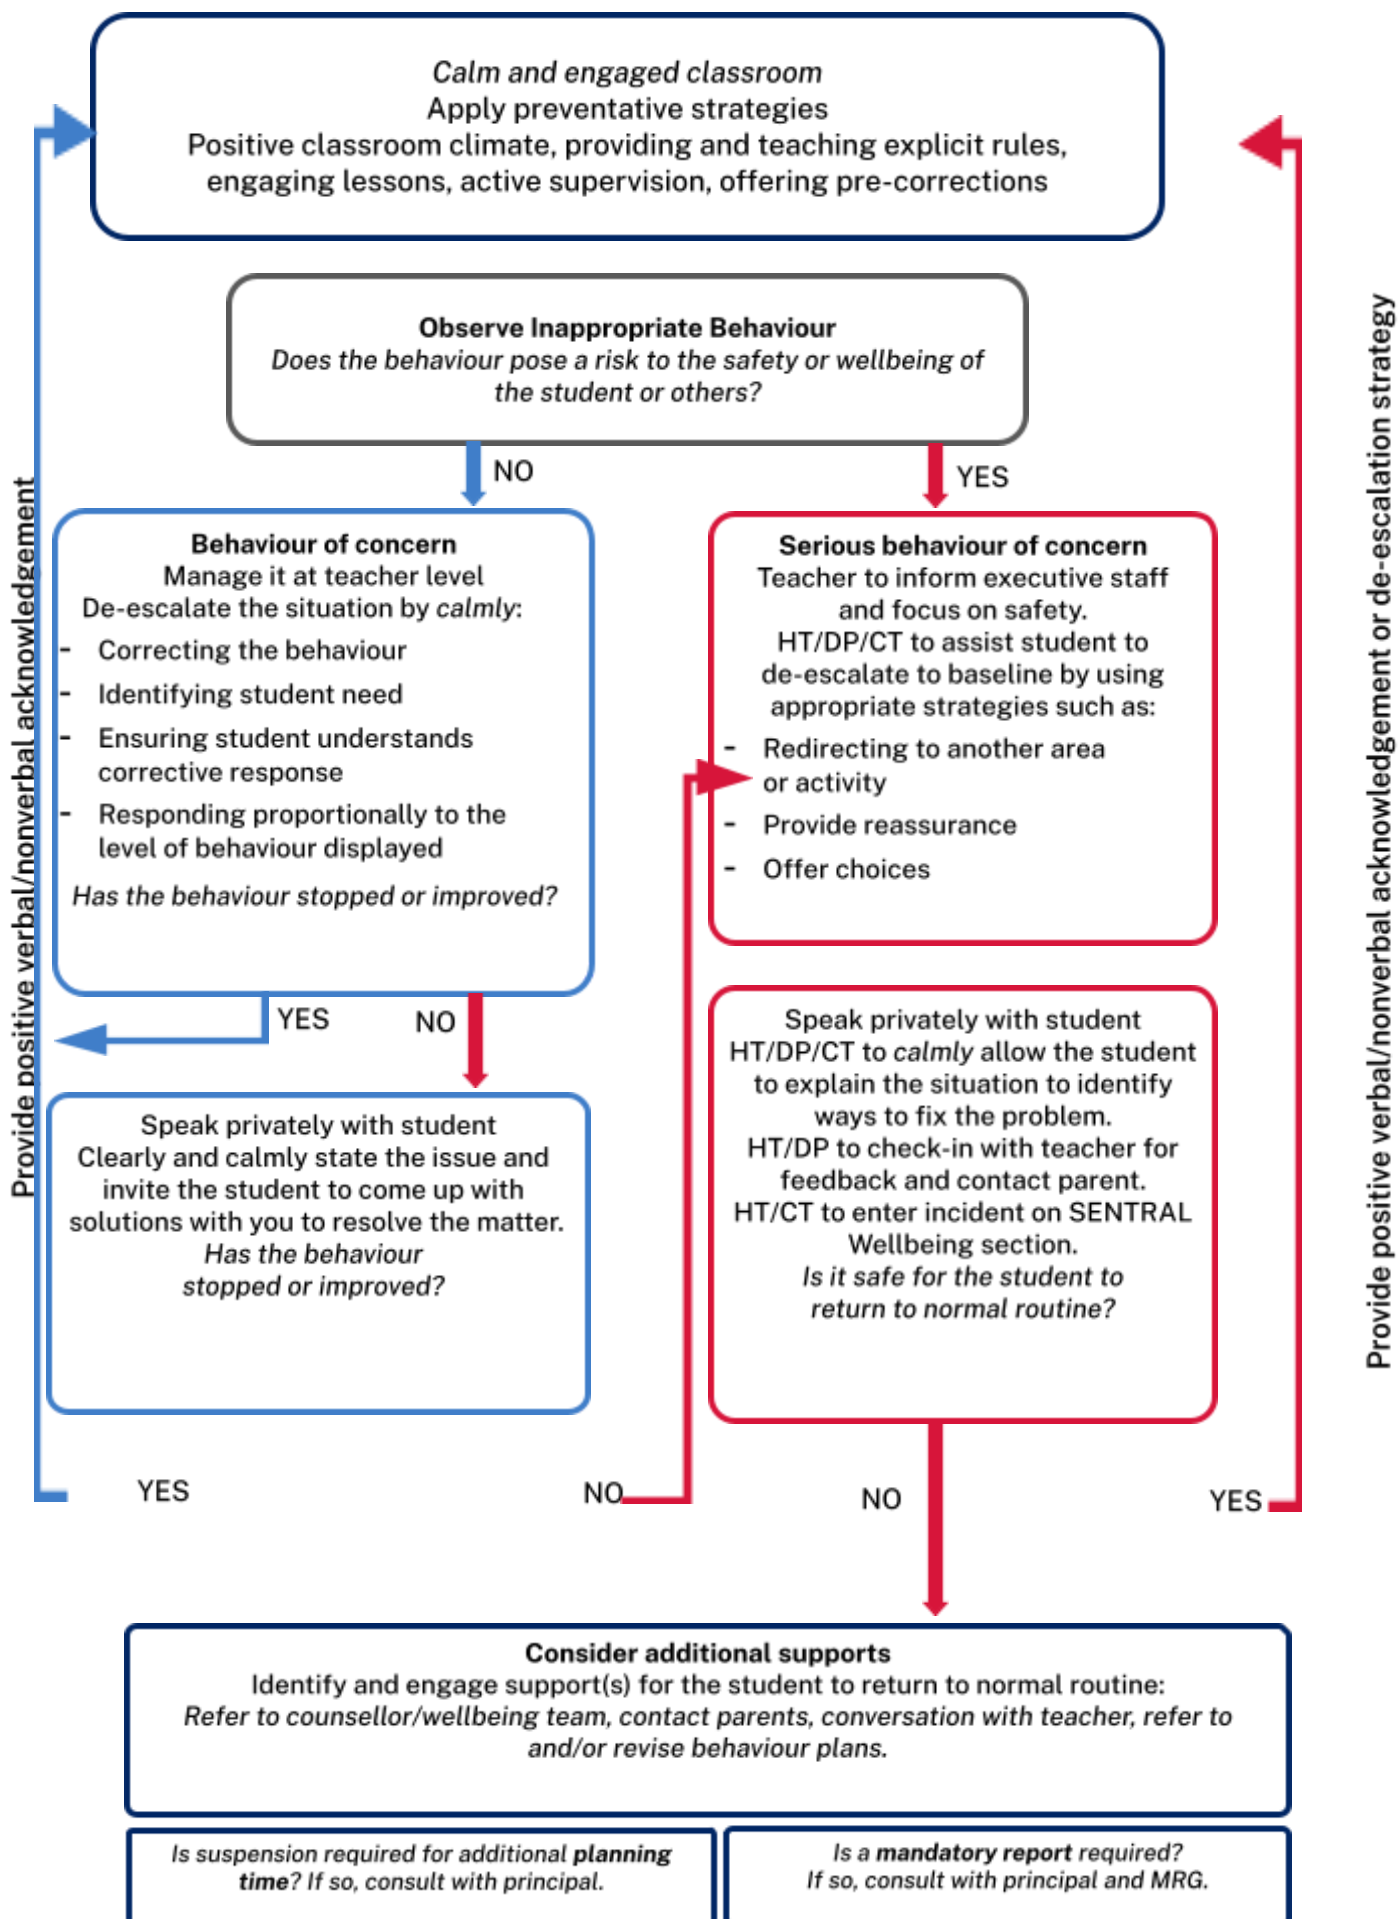 Calm and engaged classroom
Apply preventative strategies
Positive classroom climate, providing and teaching explicit rules,
engaging lessons, active supervision, offering pre-corrections
Observe Inappropriate Behaviour
Does the behaviour pose a risk to the safety or wellbeing of
the student or others?
NO
YES
Behaviour of concern
Manage it at teacher level
De-escalate the situation by calmly:
- Correcting the behaviour
- Identifying student need
- Ensuring student understands
corrective response
- Responding proportionally to the
level of behaviour displayed
Has the behaviour stopped or improved?
YES
NO
Speak privately with student
Clearly and calmly state the issue and
invite the student to come up with
solutions with you to resolve the matter.
Has the behaviour
stopped or improved?
YES
NO
Serious behaviour of concern
Teacher to inform executive staff
and focus on safety.
HT/DP/CT to assist student to
de-escalate to baseline by using
appropriate strategies such as:
- Redirecting to another area
or activity
- Provide reassurance
- Offer choices
Speak privately with student
HT/DP/CT to calmly allow the student
to explain the situation to identify
ways to fix the problem.
HT/DP to check-in with teacher for
feedback and contact parent.
HT/CT to enter incident on SENTRAL
Wellbeing section.
Is it safe for the student to
return to normal routine?
NO
YES
Provide positive verbal/nonverbal acknowledgement
Provide positive verbal/nonverbal acknowledgement or de-escalation strategy
Consider additional supports
Identify and engage support(s) for the student to return to normal routine:
Refer to counsellor/wellbeing team, contact parents, conversation with teacher, refer to
and/or revise behaviour plans.
Is suspension required for additional planning
time? If so, consult with principal.
Is a mandatory report required?
If so, consult with principal and MRG.